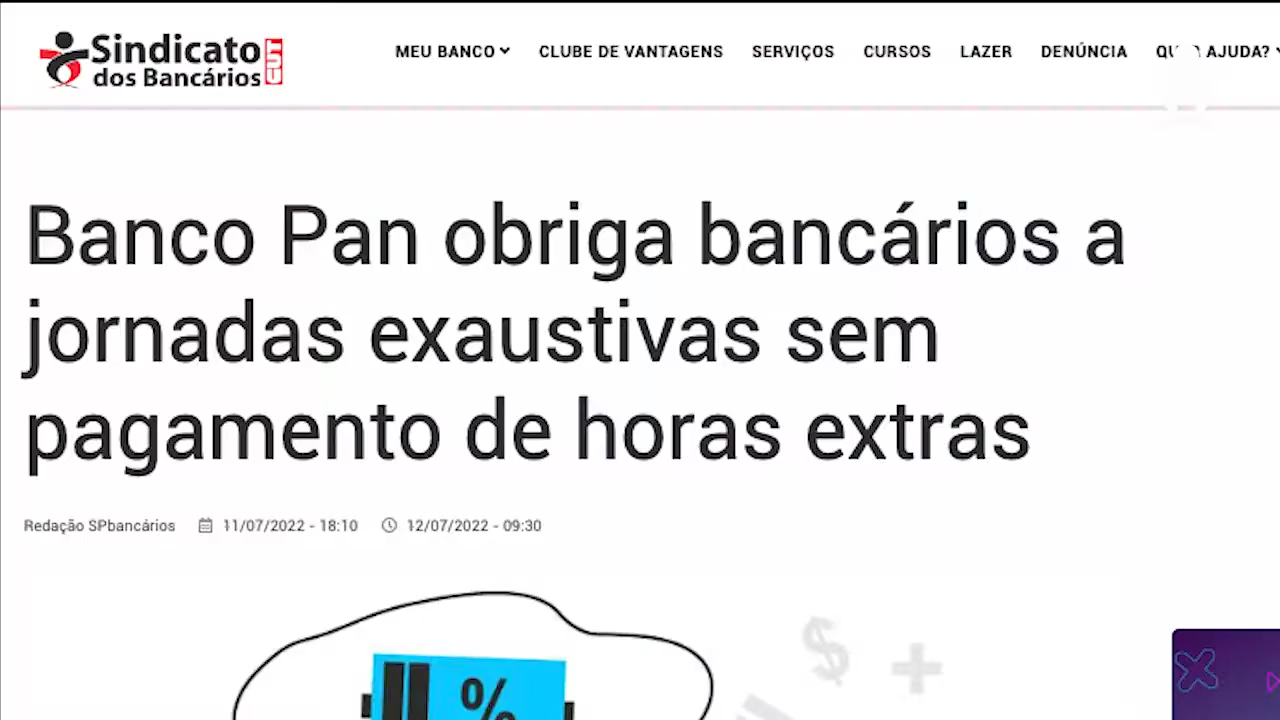 Sindicato
dos Bancários
CUT
MEU BANCO
CLUBE DE VANTAGENS
SERVIÇOS
CURSOS
LAZER
DENÚNCIA
AJUDA?
Banco Pan obriga bancários a
jornadas exaustivas sem
pagamento de horas extras
Redação SPbancários 11/07/2022 - 18:10 12/07/2022 - 09:30
$ +
%